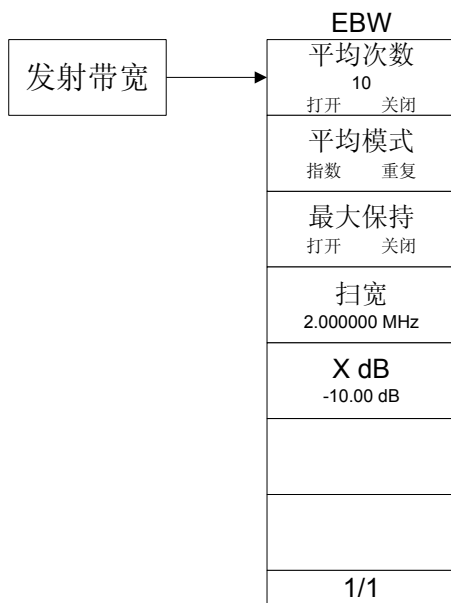 EBW
发射带宽
平均次数
10
打开 关闭
平均模式
指数 重复
最大保持
打开 关闭
扫宽
2.000000 MHz
X dB
-10.00 dB
1/1